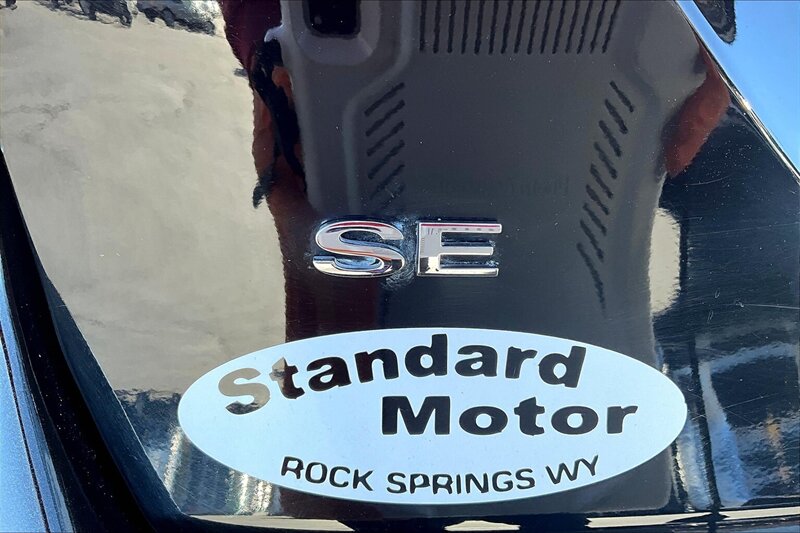 SE
Standard
Motor
ROCK SPRINGS WY